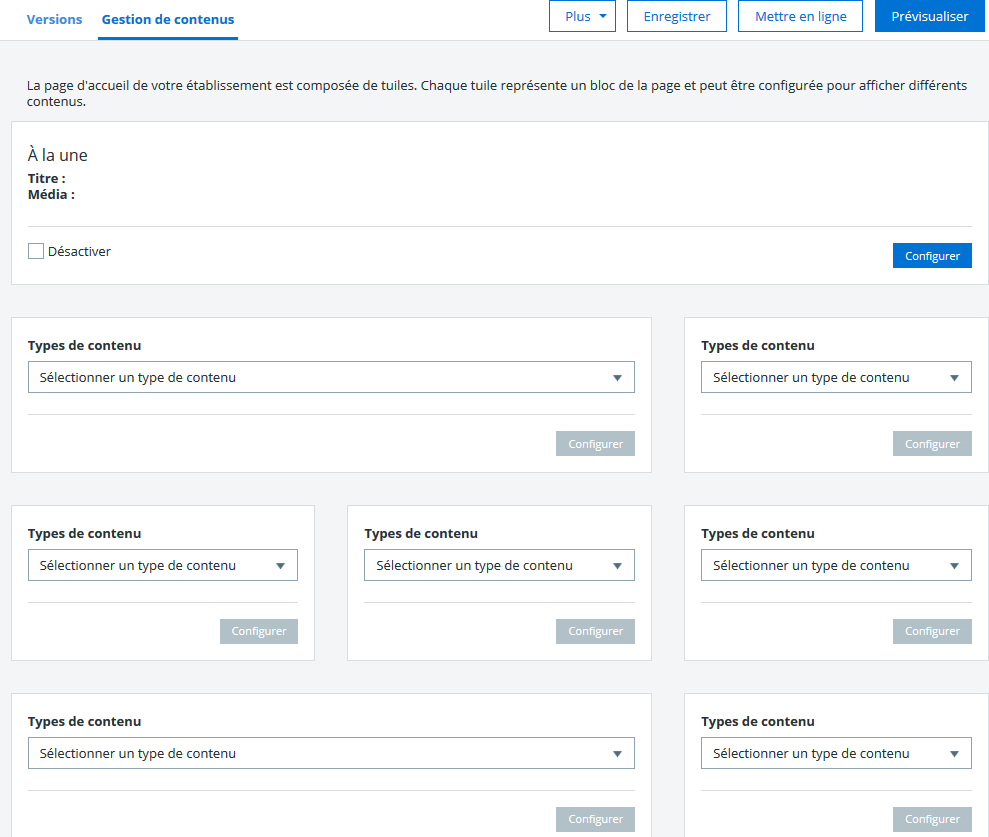 Versions
Gestion de contenus
Plus
Enregistrer
Mettre en ligne
Prévisualiser
La page d'accueil de votre établissement est composée de tuiles. Chaque tuile représente un bloc de la page et peut être configurée pour afficher différents
contenus.
À la une
Titre :
Média :
Désactiver
Configurer
Types de contenu
Sélectionner un type de contenu
Configurer
Types de contenu
Sélectionner un type de contenu
Configurer
Types de contenu
Sélectionner un type de contenu
Configurer
Types de contenu
Sélectionner un type de contenu
Configurer
Types de contenu
Sélectionner un type de contenu
Configurer
Types de contenu
Sélectionner un type de contenu
Configurer
Types de contenu
Sélectionner un type de contenu
Configurer